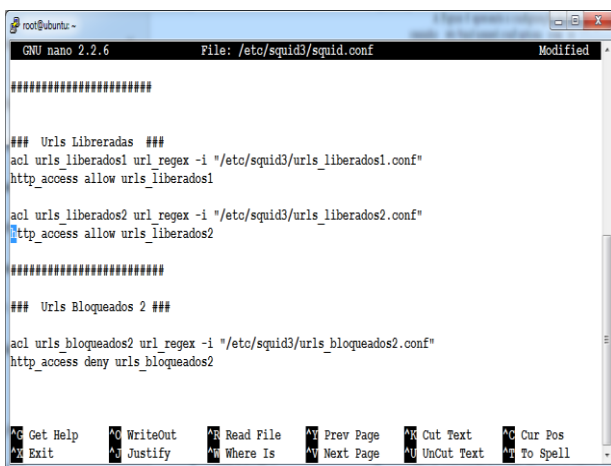 root@ubuntu: ~
GNU nano 2.2.6 File: /etc/squid3/squid.conf Modified
#######################
### Urls Libreradas ###
acl urls_liberados1 url_regex -i "/etc/squid3/urls_liberados1.conf"
http_access allow urls_liberados1
acl urls_liberados2 url_regex -i "/etc/squid3/urls_liberados2.conf"
http_access allow urls_liberados2
#########################
### Urls Bloqueados 2 ###
acl urls_bloqueados2 url_regex -i "/etc/squid3/urls_bloqueados2.conf"
http_access deny urls_bloqueados2
^G Get Help ^O WriteOut ^R Read File ^Y Prev Page ^K Cut Text ^C Cur Pos
^X Exit ^J Justify ^W Where Is ^V Next Page ^U UnCut Text ^T To Spell